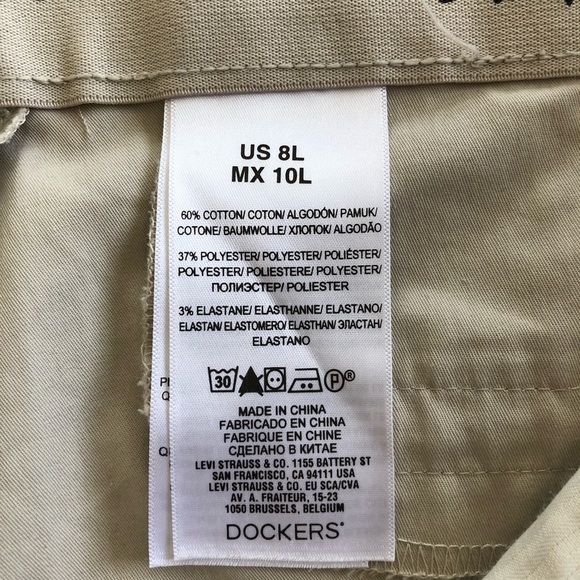 US 8L
MX 10L
60% COTTON/ COTON/ ALGODÓN/ PAMUK/
COTONE/ BAUMWOLLE/ ХЛОПОК/ ALGODÃO
37% POLYESTER/ POLYESTER/ POLIÉSTER/
POLYESTER/ POLIESTERE/ POLYESTER/
ПОЛИЭСТЕР/ POLIESTER
3% ELASTANE/ ELASTHANNE/ ELASTANO/
ELASTAN/ ELASTOMERO/ ELASTHAN/ ЭЛАСТАН/
ELASTANO
30 P®
MADE IN CHINA
FABRICADO EN CHINA
FABRIQUE EN CHINE
СДЕЛАНО В КИТАЕ
LEVI STRAUSS & CO. 1155 BATTERY ST
SAN FRANCISCO, CA 94111 USA
LEVI STRAUSS & CO. EU SCA/CVA
AV. A. FRAITEUR, 15-23
1050 BRUSSELS, BELGIUM
DOCKERS®